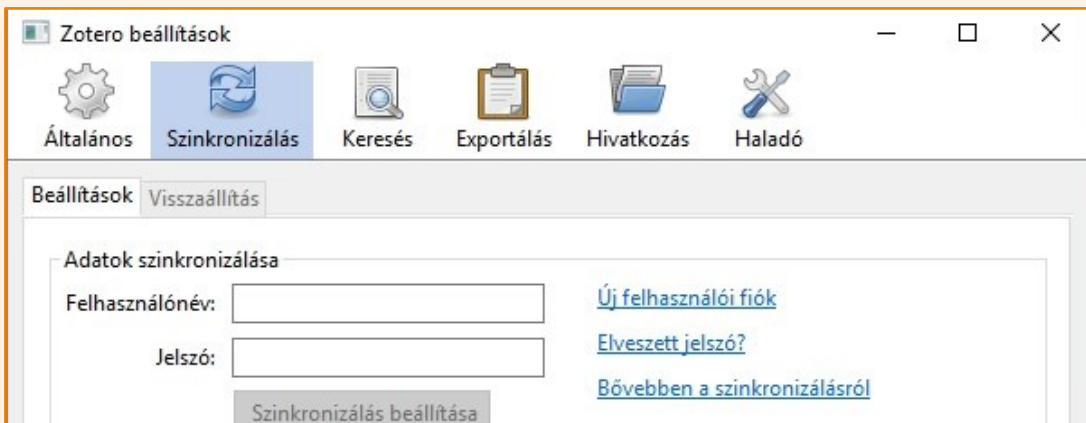 Zotero beállítások
Általános Szinkronizálás Keresés Exportálás Hivatkozás Haladó
Beállítások Visszaállítás
Adatok szinkronizálása
Felhasználónév: Új felhasználói fiók
Jelszó: Elveszett jelszó?
Bővebben a szinkronizálásról
Szinkronizálás beállítása